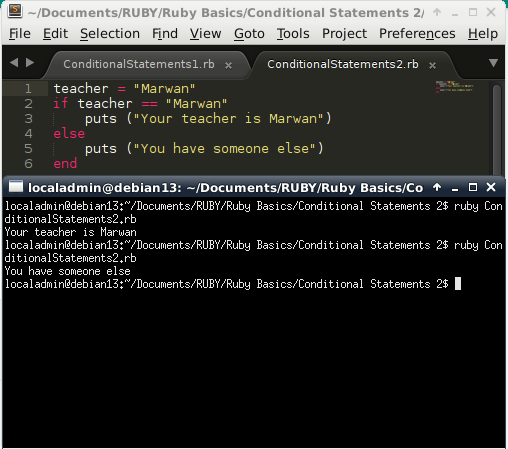 ~/Documents/RUBY/Ruby Basics/Conditional Statements 2/
File Edit Selection Find View Goto Tools Project Preferences Help
ConditionalStatements1.rb × ConditionalStatements2.rb ×
1 teacher = "Marwan"
2 if teacher == "Marwan"
3 puts ("Your teacher is Marwan")
4 else
5 puts ("You have someone else")
6 end
localadmin@debian13: ~/Documents/RUBY/Ruby Basics/Co
localadmin@debian13:~/Documents/RUBY/Ruby Basics/Conditional Statements 2$ ruby Con
ditionalStatements2.rb
Your teacher is Marwan
localadmin@debian13:~/Documents/RUBY/Ruby Basics/Conditional Statements 2$ ruby Con
ditionalStatements2.rb
You have someone else
localadmin@debian13:~/Documents/RUBY/Ruby Basics/Conditional Statements 2$